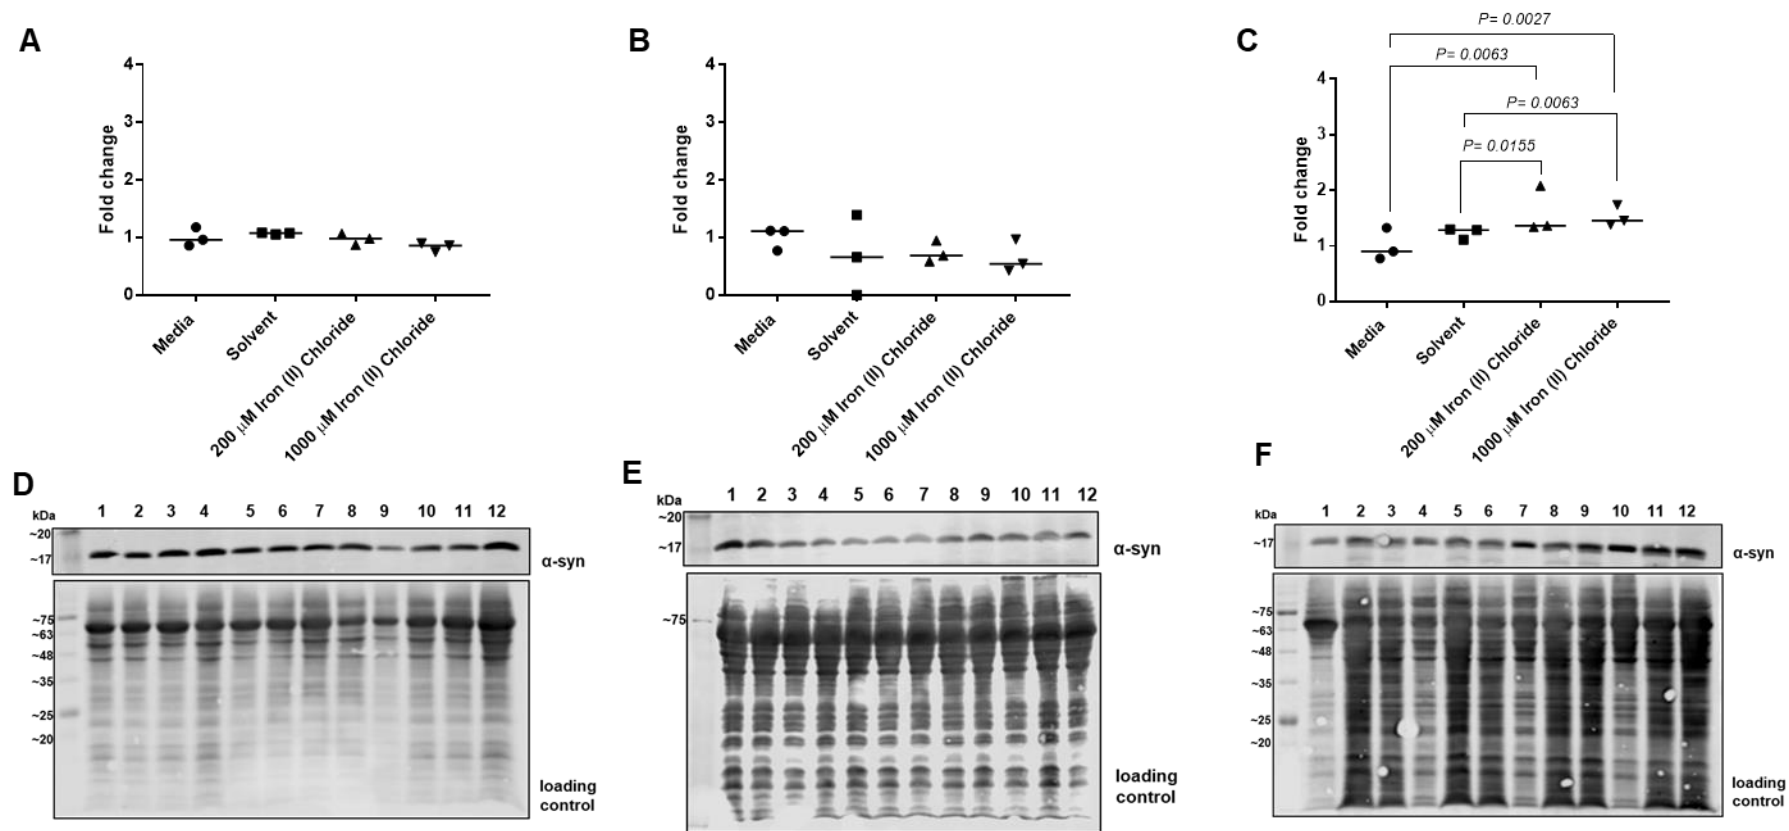 A
4
3
2
1
0
Fold change
Media
Solvent
200 μM Iron (II) Chloride
1000 μM Iron (II) Chloride
B
4
3
2
1
0
Fold change
Media
Solvent
200 μM Iron (II) Chloride
1000 μM Iron (II) Chloride
C
P= 0.0027
P= 0.0063
P= 0.0063
P= 0.0155
4
3
2
1
0
Fold change
Media
Solvent
200 μM Iron (II) Chloride
1000 μM Iron (II) Chloride
D
kDa 1 2 3 4 5 6 7 8 9 10 11 12
~20
~17
α-syn
~75
~63
~48
~35
~25
~20
loading
control
E
kDa 1 2 3 4 5 6 7 8 9 10 11 12
~20
~17
α-syn
~75
loading
control
F
kDa 1 2 3 4 5 6 7 8 9 10 11 12
~17
α-syn
~75
~63
~48
~35
~25
~20
loading
control